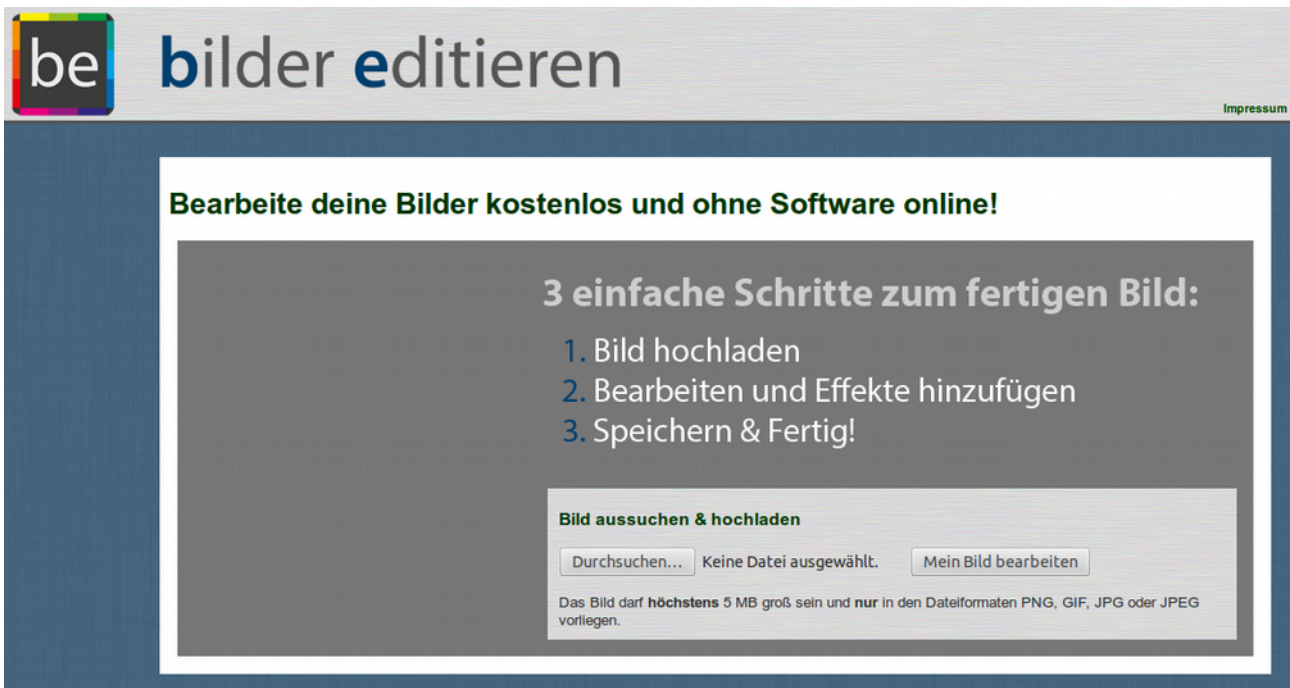 be
bilder editieren
Impressum
Bearbeite deine Bilder kostenlos und ohne Software online!
3 einfache Schritte zum fertigen Bild:
1. Bild hochladen
2. Bearbeiten und Effekte hinzufügen
3. Speichern & Fertig!
Bild aussuchen & hochladen
Durchsuchen... Keine Datei ausgewählt. Mein Bild bearbeiten
Das Bild darf höchstens 5 MB groß sein und nur in den Dateiformaten PNG, GIF, JPG oder JPEG
vorliegen.